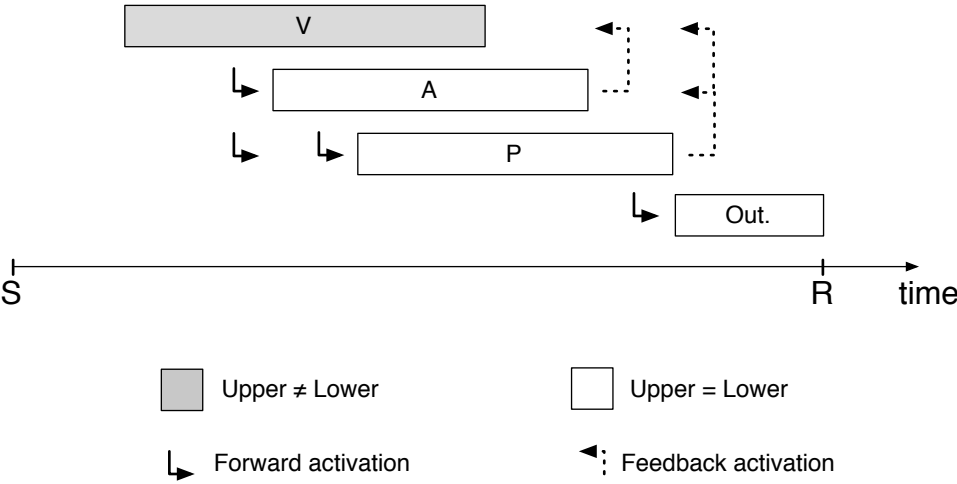 V
A
P
Out.
S
R
time
Upper ≠ Lower
Upper = Lower
Forward activation
Feedback activation